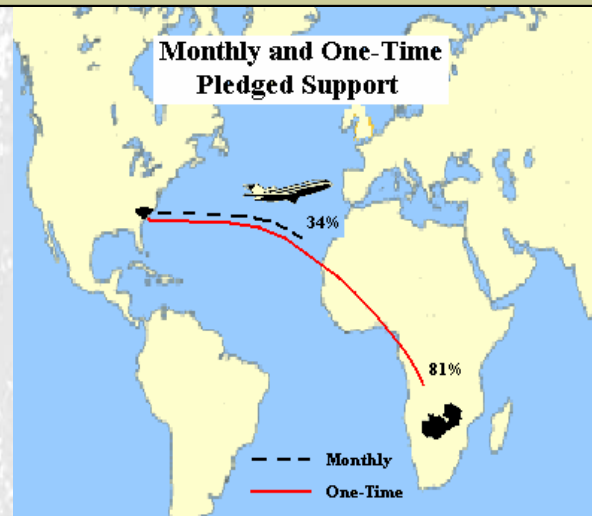 Monthly and One-Time
Pledged Support
34%
81%
Monthly
One-Time